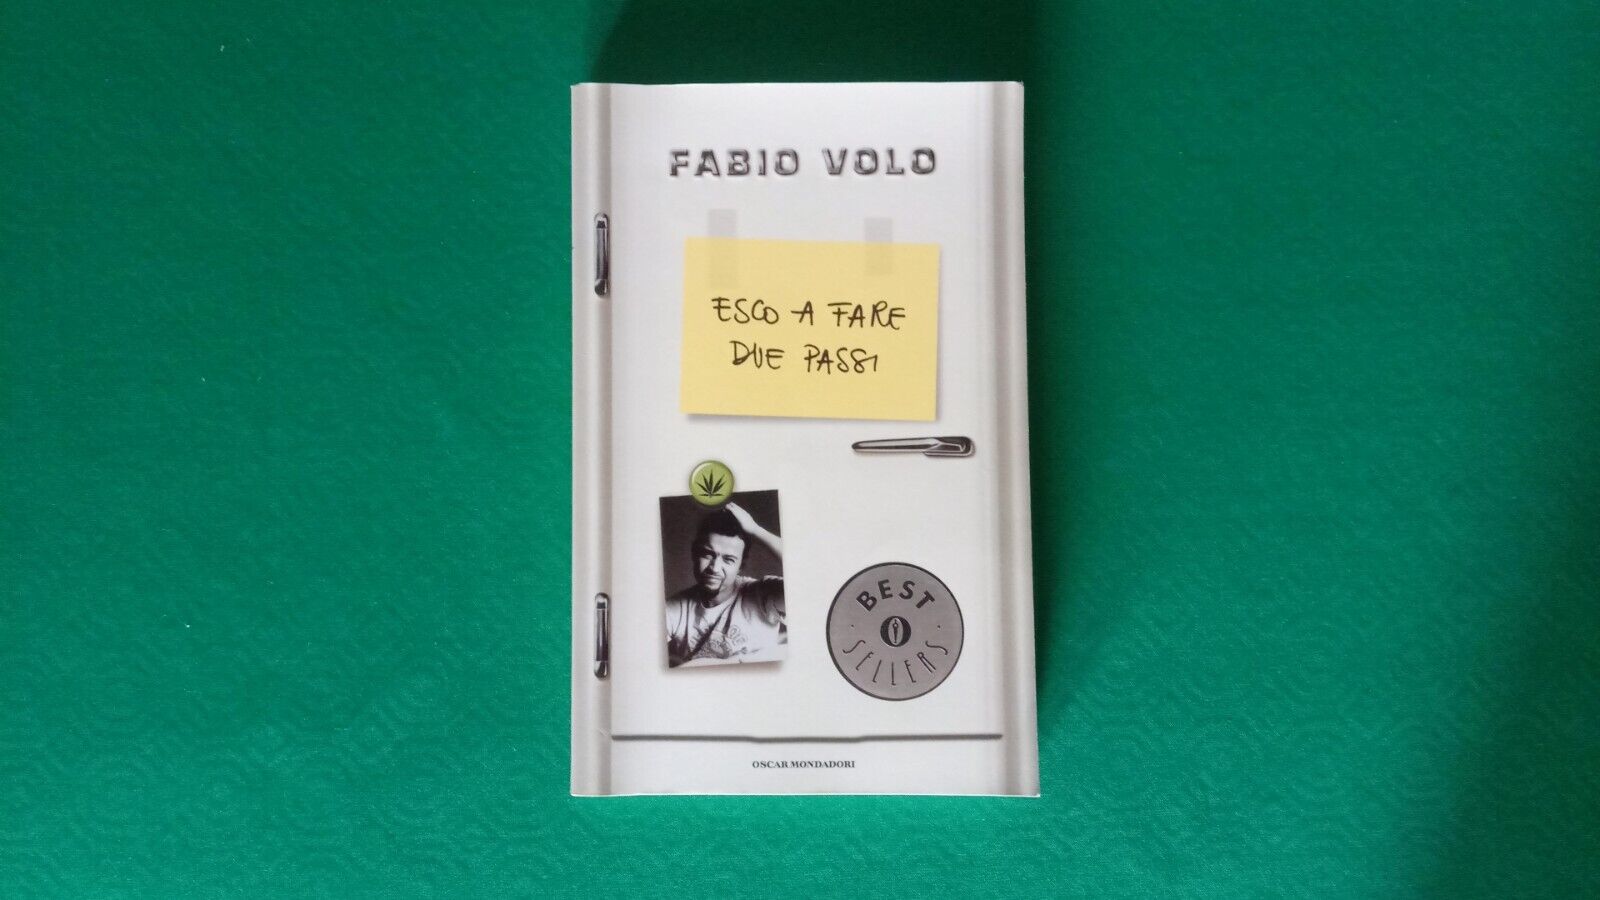 FABIO VOLO
ESCO A FARE
DUE PASSI
BEST
SELLERS
OSCAR MONDADORI